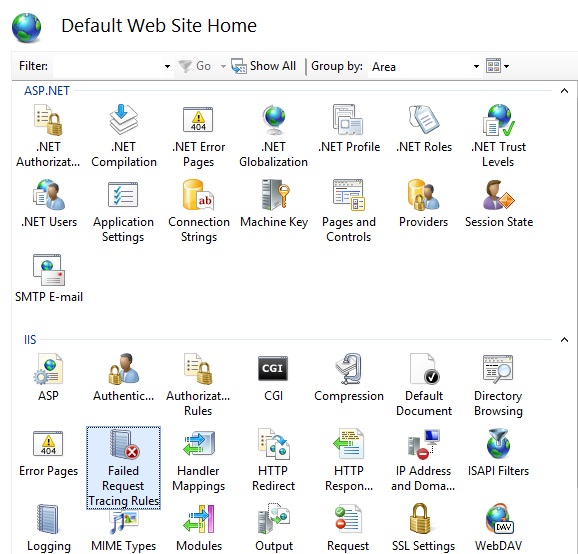 Default Web Site Home
Filter: Go Show All Group by: Area
ASP.NET
.NET Authorizat...
.NET Compilation
.NET Error Pages
.NET Globalization
.NET Profile
.NET Roles
.NET Trust Levels
.NET Users
Application Settings
Connection Strings
Machine Key
Pages and Controls
Providers
Session State
SMTP E-mail
IIS
ASP
Authentic...
Authorizat... Rules
CGI
Compression
Default Document
Directory Browsing
Error Pages
Failed Request Tracing Rules
Handler Mappings
HTTP Redirect
HTTP Respon...
IP Address and Doma...
ISAPI Filters
Logging
MIME Types
Modules
Output
Request
SSL Settings
WebDAV
404
ab
CGI
404
DAV